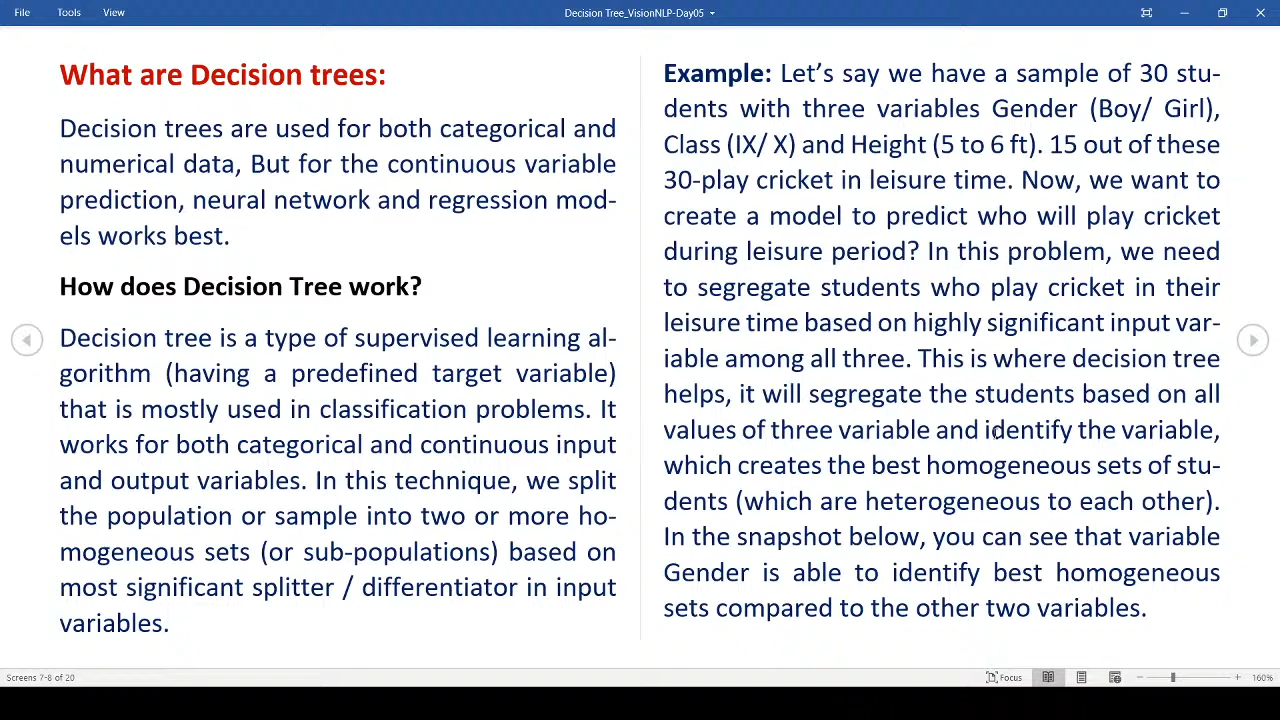 File Tools View Decision Tree_VisionNLP-Day05
What are Decision trees:
Decision trees are used for both categorical and
numerical data, But for the continuous variable
prediction, neural network and regression mod-
els works best.
How does Decision Tree work?
Decision tree is a type of supervised learning al-
gorithm (having a predefined target variable)
that is mostly used in classification problems. It
works for both categorical and continuous input
and output variables. In this technique, we split
the population or sample into two or more ho-
mogeneous sets (or sub-populations) based on
most significant splitter / differentiator in input
variables.
Example: Let’s say we have a sample of 30 stu-
dents with three variables Gender (Boy/ Girl),
Class (IX/ X) and Height (5 to 6 ft). 15 out of these
30-play cricket in leisure time. Now, we want to
create a model to predict who will play cricket
during leisure period? In this problem, we need
to segregate students who play cricket in their
leisure time based on highly significant input var-
iable among all three. This is where decision tree
helps, it will segregate the students based on all
values of three variable and identify the variable,
which creates the best homogeneous sets of stu-
dents (which are heterogeneous to each other).
In the snapshot below, you can see that variable
Gender is able to identify best homogeneous
sets compared to the other two variables.
Screens 7-8 of 20 Focus 160%